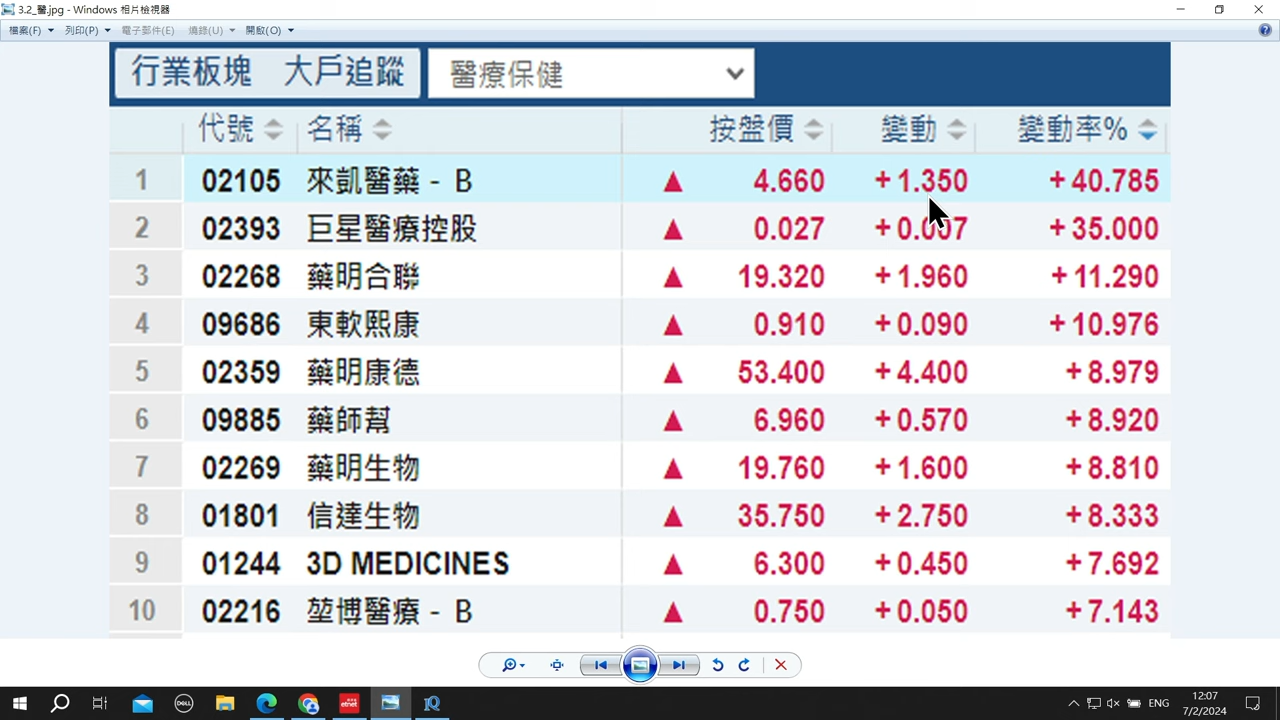 3.2_醫.jpg - Windows 相片檢視器
檔案(F) 列印(P) 電子郵件(E) 燒錄(U) 開啟(O)
行業板塊 大戶追蹤 醫療保健
代號 名稱 按盤價 變動 變動率%
1 02105 來凱醫藥 - B ▲ 4.660 +1.350 +40.785
2 02393 巨星醫療控股 ▲ 0.027 +0.007 +35.000
3 02268 藥明合聯 ▲ 19.320 +1.960 +11.290
4 09686 東軟熙康 ▲ 0.910 +0.090 +10.976
5 02359 藥明康德 ▲ 53.400 +4.400 +8.979
6 09885 藥師幫 ▲ 6.960 +0.570 +8.920
7 02269 藥明生物 ▲ 19.760 +1.600 +8.810
8 01801 信達生物 ▲ 35.750 +2.750 +8.333
9 01244 3D MEDICINES ▲ 6.300 +0.450 +7.692
10 02216 堃博醫療 - B ▲ 0.750 +0.050 +7.143
DELL etnet IQ ENG 12:07
7/2/2024